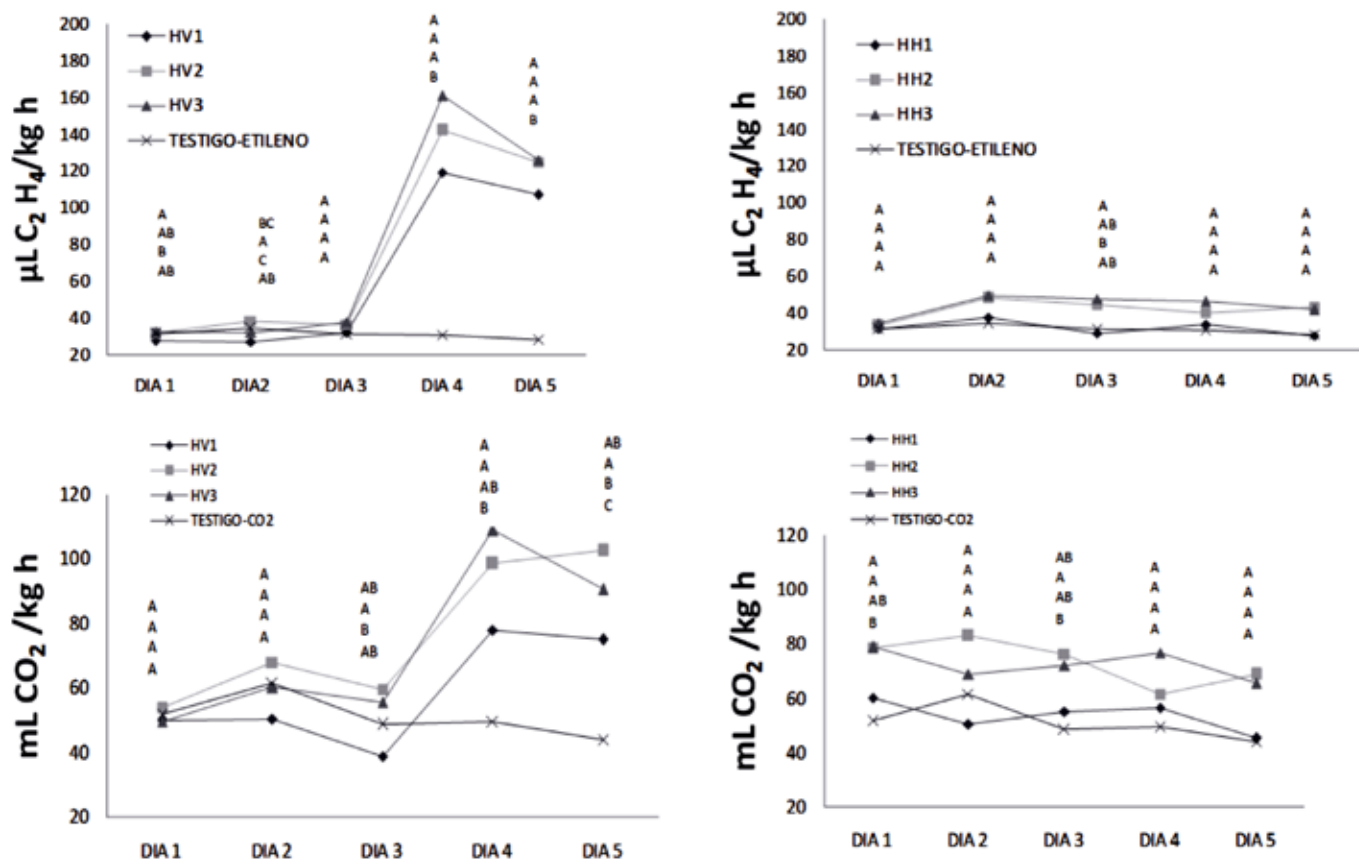 µL C2 H4/kg h
200
180
160
140
120
100
80
60
40
20
HV1
HV2
HV3
TESTIGO-ETILENO
A
AB
B
AB
BC
A
C
AB
A
A
A
A
A
A
A
B
A
A
A
B
DIA 1
DIA2
DIA 3
DIA 4
DIA 5
µL C2 H4/kg h
200
180
160
140
120
100
80
60
40
20
HH1
HH2
HH3
TESTIGO-ETILENO
A
A
A
A
A
A
A
A
A
AB
B
AB
A
A
A
A
A
A
A
A
DIA 1
DIA2
DIA 3
DIA 4
DIA 5
mL CO2 /kg h
120
100
80
60
40
20
HV1
HV2
HV3
TESTIGO-CO2
A
A
A
A
A
A
A
A
AB
A
B
AB
A
A
AB
B
AB
A
B
C
DIA 1
DIA 2
DIA 3
DIA 4
DIA 5
mL CO2 /kg h
120
100
80
60
40
20
HH1
HH2
HH3
TESTIGO-CO2
A
A
AB
B
A
A
A
A
AB
A
AB
B
A
A
A
A
A
A
A
A
DIA 1
DIA 2
DIA 3
DIA 4
DIA 5